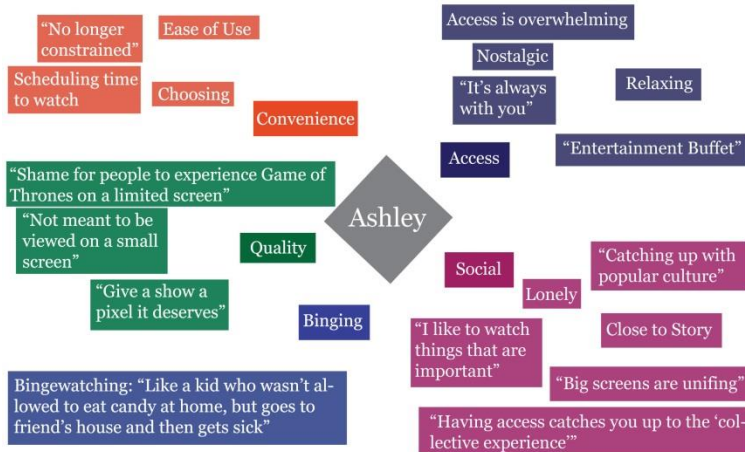 “No longer
constrained”
Ease of Use
Scheduling time
to watch
Choosing
Convenience
Access is overwhelming
Nostalgic
“It’s always
with you”
Relaxing
“Entertainment Buffet”
Access
“Shame for people to experience Game of
Thrones on a limited screen”
“Not meant to be
viewed on a small
screen”
Quality
“Give a show a
pixel it deserves”
Ashley
Social
Lonely
“Catching up with
popular culture”
“I like to watch
things that are
important”
Close to Story
“Big screens are unifing”
“Having access catches you up to the ‘col-
lective experience’”
Binging
Bingewatching: “Like a kid who wasn’t al-
lowed to eat candy at home, but goes to
friend’s house and then gets sick”